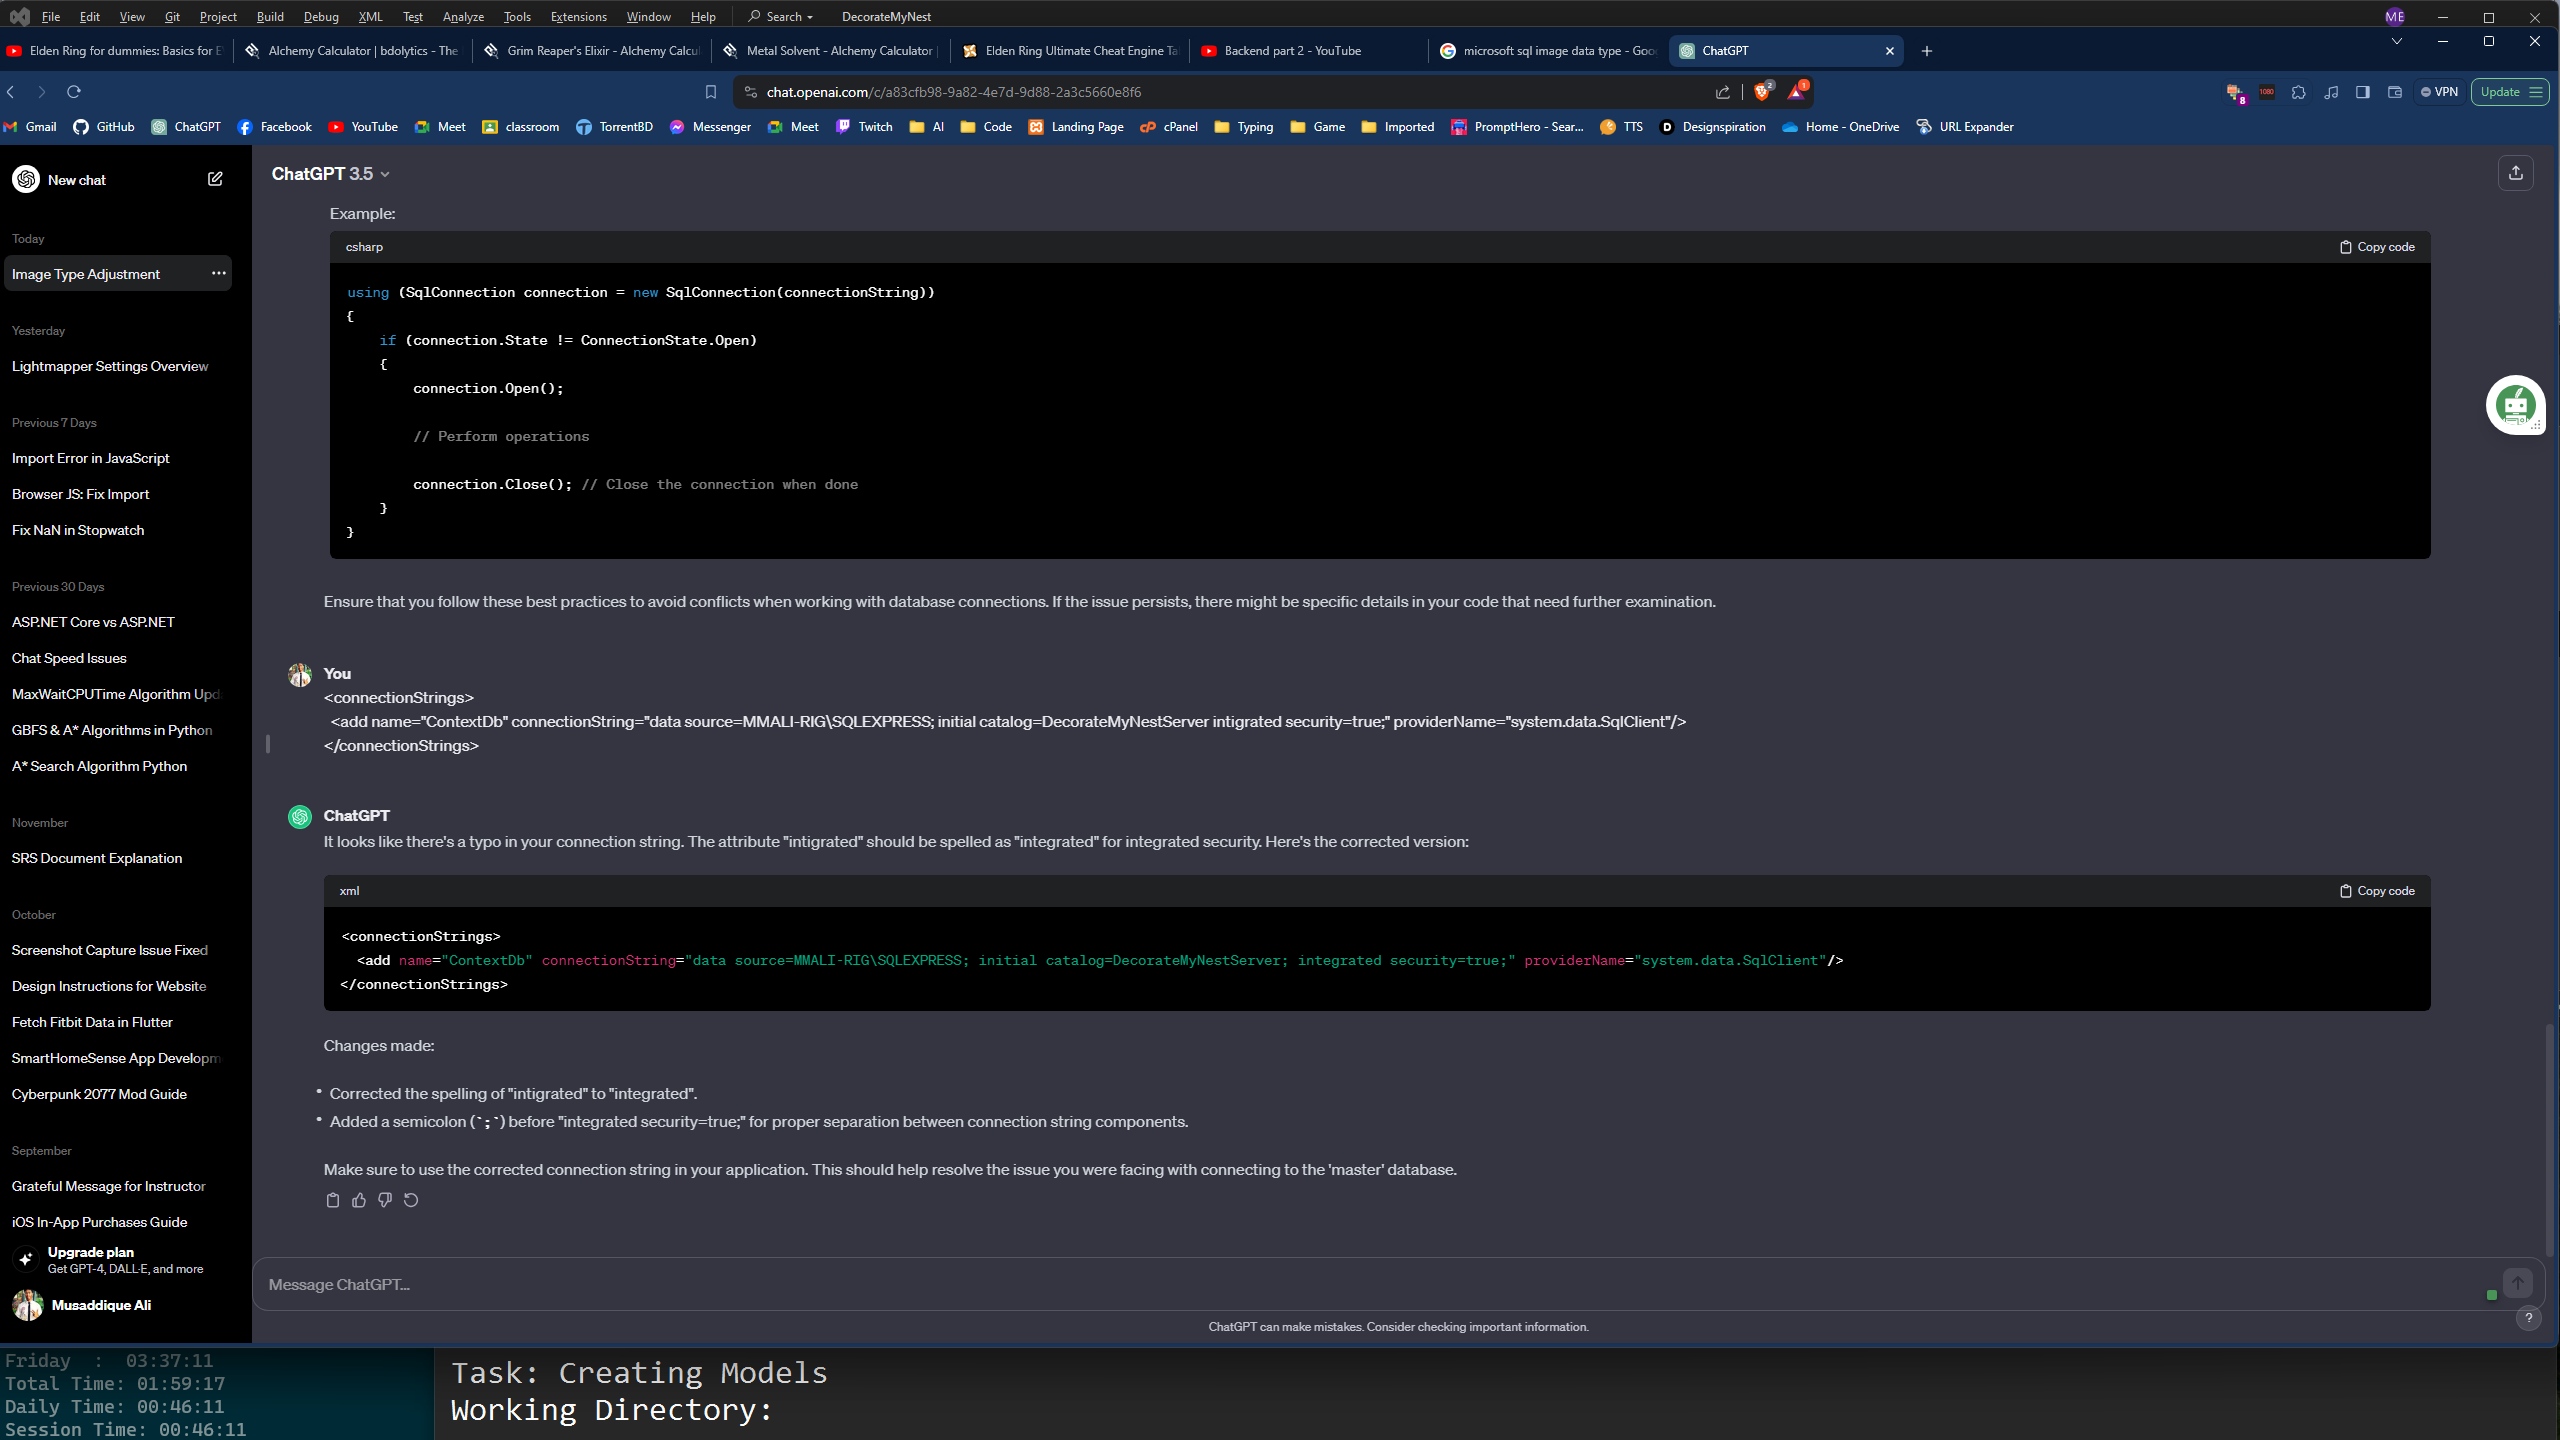 File Edit View Git Project Build Debug XML Test Analyze Tools Extensions Window Help Search DecorateMyNest ME
Elden Ring for dummies: Basics for E Alchemy Calculator | bdolytics - The Grim Reaper's Elixir - Alchemy Calcu Metal Solvent - Alchemy Calculator Elden Ring Ultimate Cheat Engine Ta Backend part 2 - YouTube microsoft sql image data type - Goo ChatGPT
chat.openai.com/c/a83cfb98-9a82-4e7d-9d88-2a3c5660e8f6 2 1 8 1080 VPN Update
Gmail GitHub ChatGPT Facebook YouTube Meet classroom TorrentBD Messenger Meet Twitch AI Code Landing Page cPanel Typing Game Imported PromptHero - Sear... TTS Designspiration Home - OneDrive URL Expander
New chat
Today
Image Type Adjustment
Yesterday
Lightmapper Settings Overview
Previous 7 Days
Import Error in JavaScript
Browser JS: Fix Import
Fix NaN in Stopwatch
Previous 30 Days
ASP.NET Core vs ASP.NET
Chat Speed Issues
MaxWaitCPUTime Algorithm Upd
GBFS & A* Algorithms in Python
A* Search Algorithm Python
November
SRS Document Explanation
October
Screenshot Capture Issue Fixed
Design Instructions for Website
Fetch Fitbit Data in Flutter
SmartHomeSense App Developm
Cyberpunk 2077 Mod Guide
September
Grateful Message for Instructor
iOS In-App Purchases Guide
Upgrade plan
Get GPT-4, DALL·E, and more
Musaddique Ali
ChatGPT 3.5
Example:
csharp Copy code
using (SqlConnection connection = new SqlConnection(connectionString))
{
if (connection.State != ConnectionState.Open)
{
connection.Open();
// Perform operations
connection.Close(); // Close the connection when done
}
}
Ensure that you follow these best practices to avoid conflicts when working with database connections. If the issue persists, there might be specific details in your code that need further examination.
You
<connectionStrings>
<add name="ContextDb" connectionString="data source=MMALI-RIG\SQLEXPRESS; initial catalog=DecorateMyNestServer intigrated security=true;" providerName="system.data.SqlClient"/>
</connectionStrings>
ChatGPT
It looks like there's a typo in your connection string. The attribute "intigrated" should be spelled as "integrated" for integrated security. Here's the corrected version:
xml Copy code
<connectionStrings>
<add name="ContextDb" connectionString="data source=MMALI-RIG\SQLEXPRESS; initial catalog=DecorateMyNestServer; integrated security=true;" providerName="system.data.SqlClient"/>
</connectionStrings>
Changes made:
• Corrected the spelling of "intigrated" to "integrated".
• Added a semicolon (`;`) before "integrated security=true;" for proper separation between connection string components.
Make sure to use the corrected connection string in your application. This should help resolve the issue you were facing with connecting to the 'master' database.
Message ChatGPT...
ChatGPT can make mistakes. Consider checking important information.
?
Friday : 03:37:11
Total Time: 01:59:17
Daily Time: 00:46:11
Session Time: 00:46:11
Task: Creating Models
Working Directory: